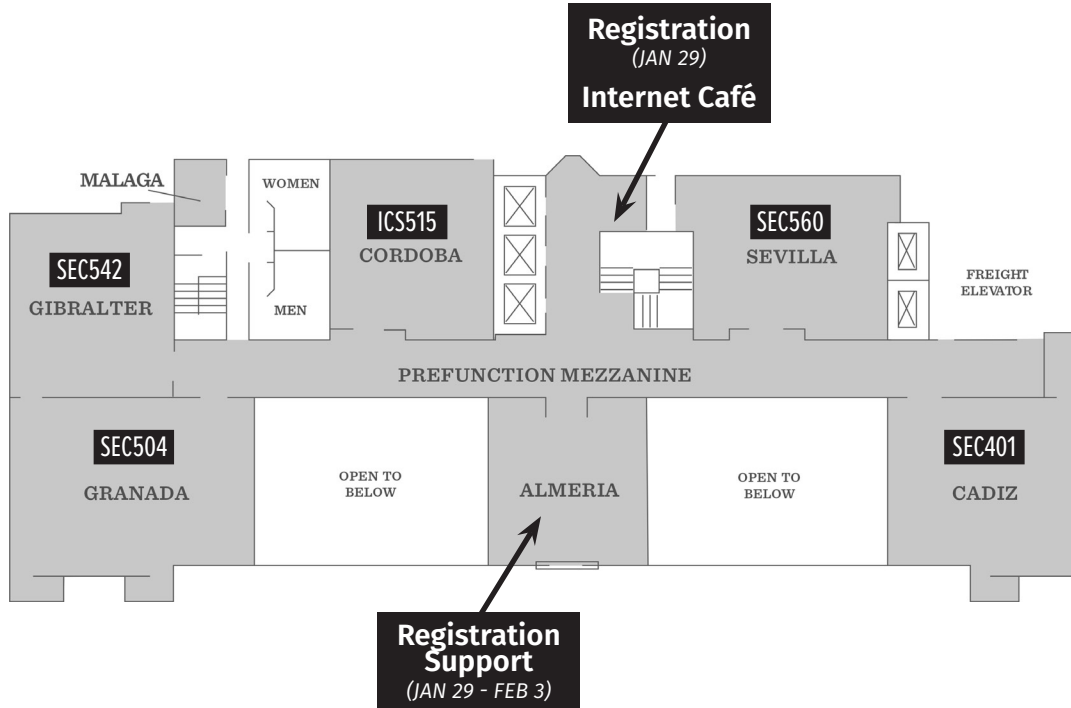 Registration
(JAN 29)
Internet Café
MALAGA
WOMEN
MEN
ICS515
CORDOBA
SEC560
SEVILLA
SEC542
GIBRALTER
FREIGHT
ELEVATOR
PREFUNCTION MEZZANINE
SEC504
GRANADA
OPEN TO
BELOW
ALMERIA
OPEN TO
BELOW
SEC401
CADIZ
Registration
Support
(JAN 29 - FEB 3)